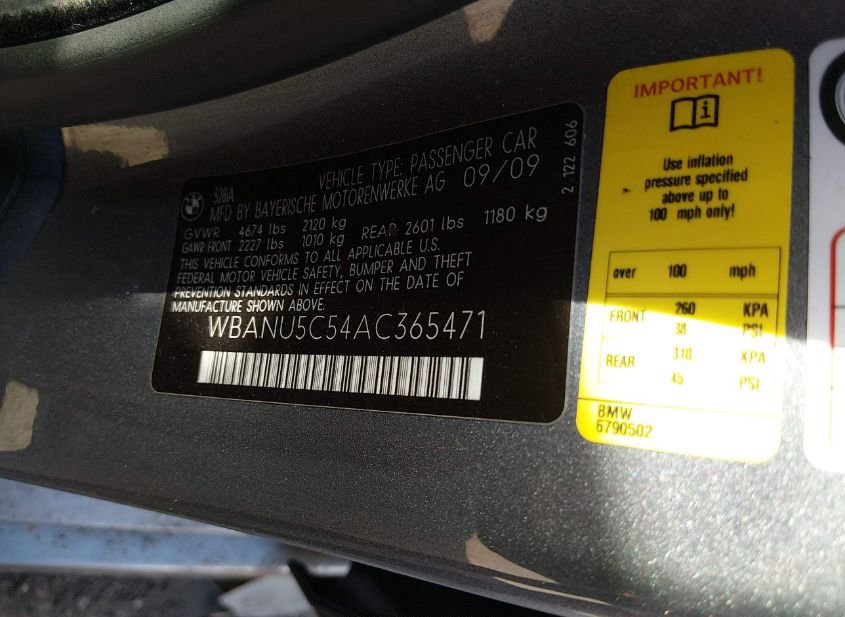 528iA
VEHICLE TYPE: PASSENGER CAR
MFD BY BAYERISCHE MOTORENWERKE AG 09/09
GVWR 4674 lbs 2120 kg
GAWR FRONT 2227 lbs 1010 kg REAR 2601 lbs 1180 kg
THIS VEHICLE CONFORMS TO ALL APPLICABLE U.S.
FEDERAL MOTOR VEHICLE SAFETY, BUMPER AND THEFT
PREVENTION STANDARDS IN EFFECT ON THE DATE OF
MANUFACTURE SHOWN ABOVE.
WBANU5C54AC365471
2 122 606
IMPORTANT!
Use inflation
pressure specified
above up to
100 mph only!
over 100 mph
FRONT 260 KPA
38 PSI
REAR 310 KPA
45 PSI
BMW
6790502